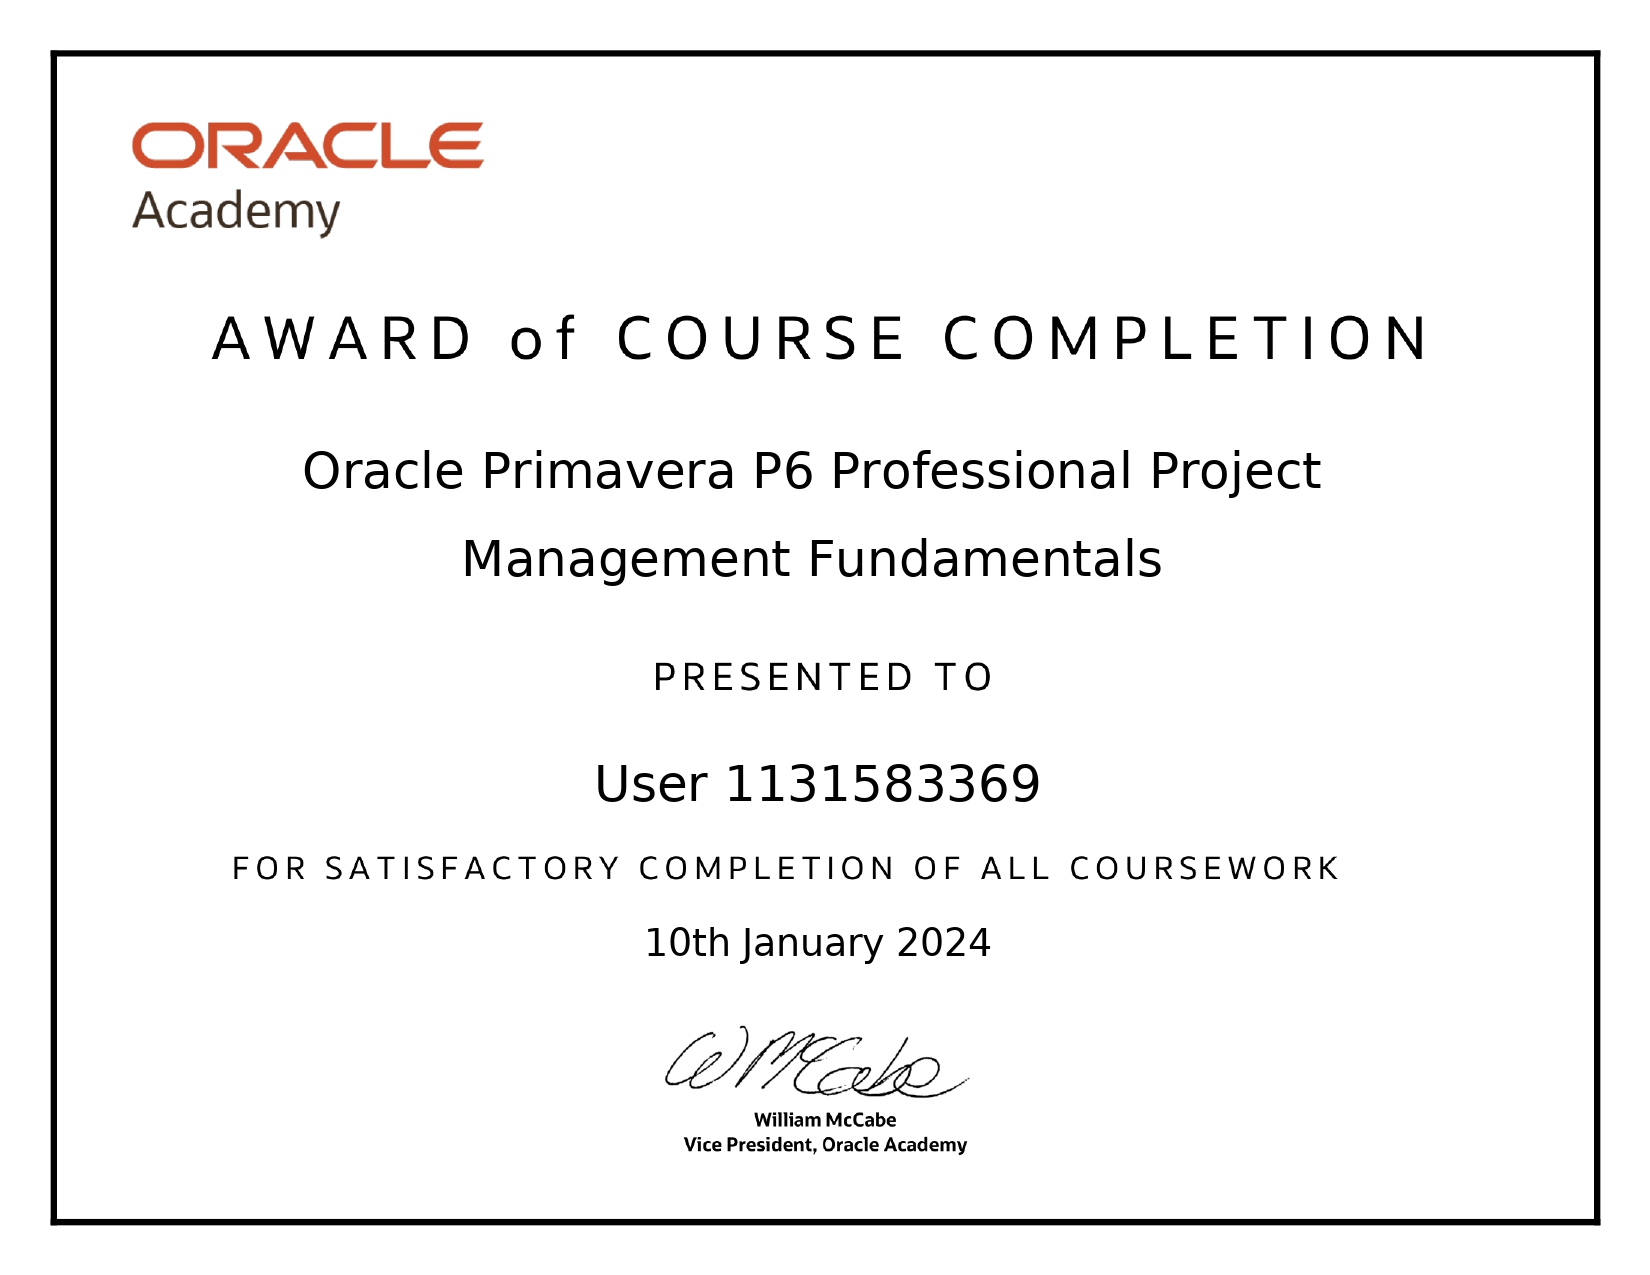 ORACLE
Academy
AWARD of COURSE COMPLETION
Oracle Primavera P6 Professional Project
Management Fundamentals
PRESENTED TO
User 1131583369
FOR SATISFACTORY COMPLETION OF ALL COURSEWORK
10th January 2024
WMcCabe
William McCabe
Vice President, Oracle Academy